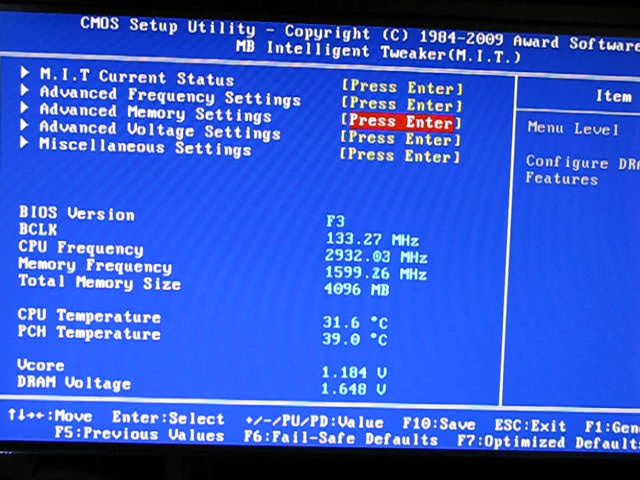 CMOS Setup Utility - Copyright (C) 1984-2009 Award Software
MB Intelligent Tweaker(M.I.T.)
M.I.T Current Status [Press Enter]
Advanced Frequency Settings [Press Enter]
Advanced Memory Settings [Press Enter]
Advanced Voltage Settings [Press Enter]
Miscellaneous Settings [Press Enter]
Item
Menu Level
Configure DRA
Features
BIOS Version F3
BCLK 133.27 MHz
CPU Frequency 2932.03 MHz
Memory Frequency 1599.26 MHz
Total Memory Size 4096 MB
CPU Temperature 31.6 °C
PCH Temperature 39.0 °C
Vcore 1.184 V
DRAM Voltage 1.648 V
↑↓→←:Move Enter:Select +/-/PU/PD:Value F10:Save ESC:Exit F1:Gen
F5:Previous Values F6:Fail-Safe Defaults F7:Optimized Defaults